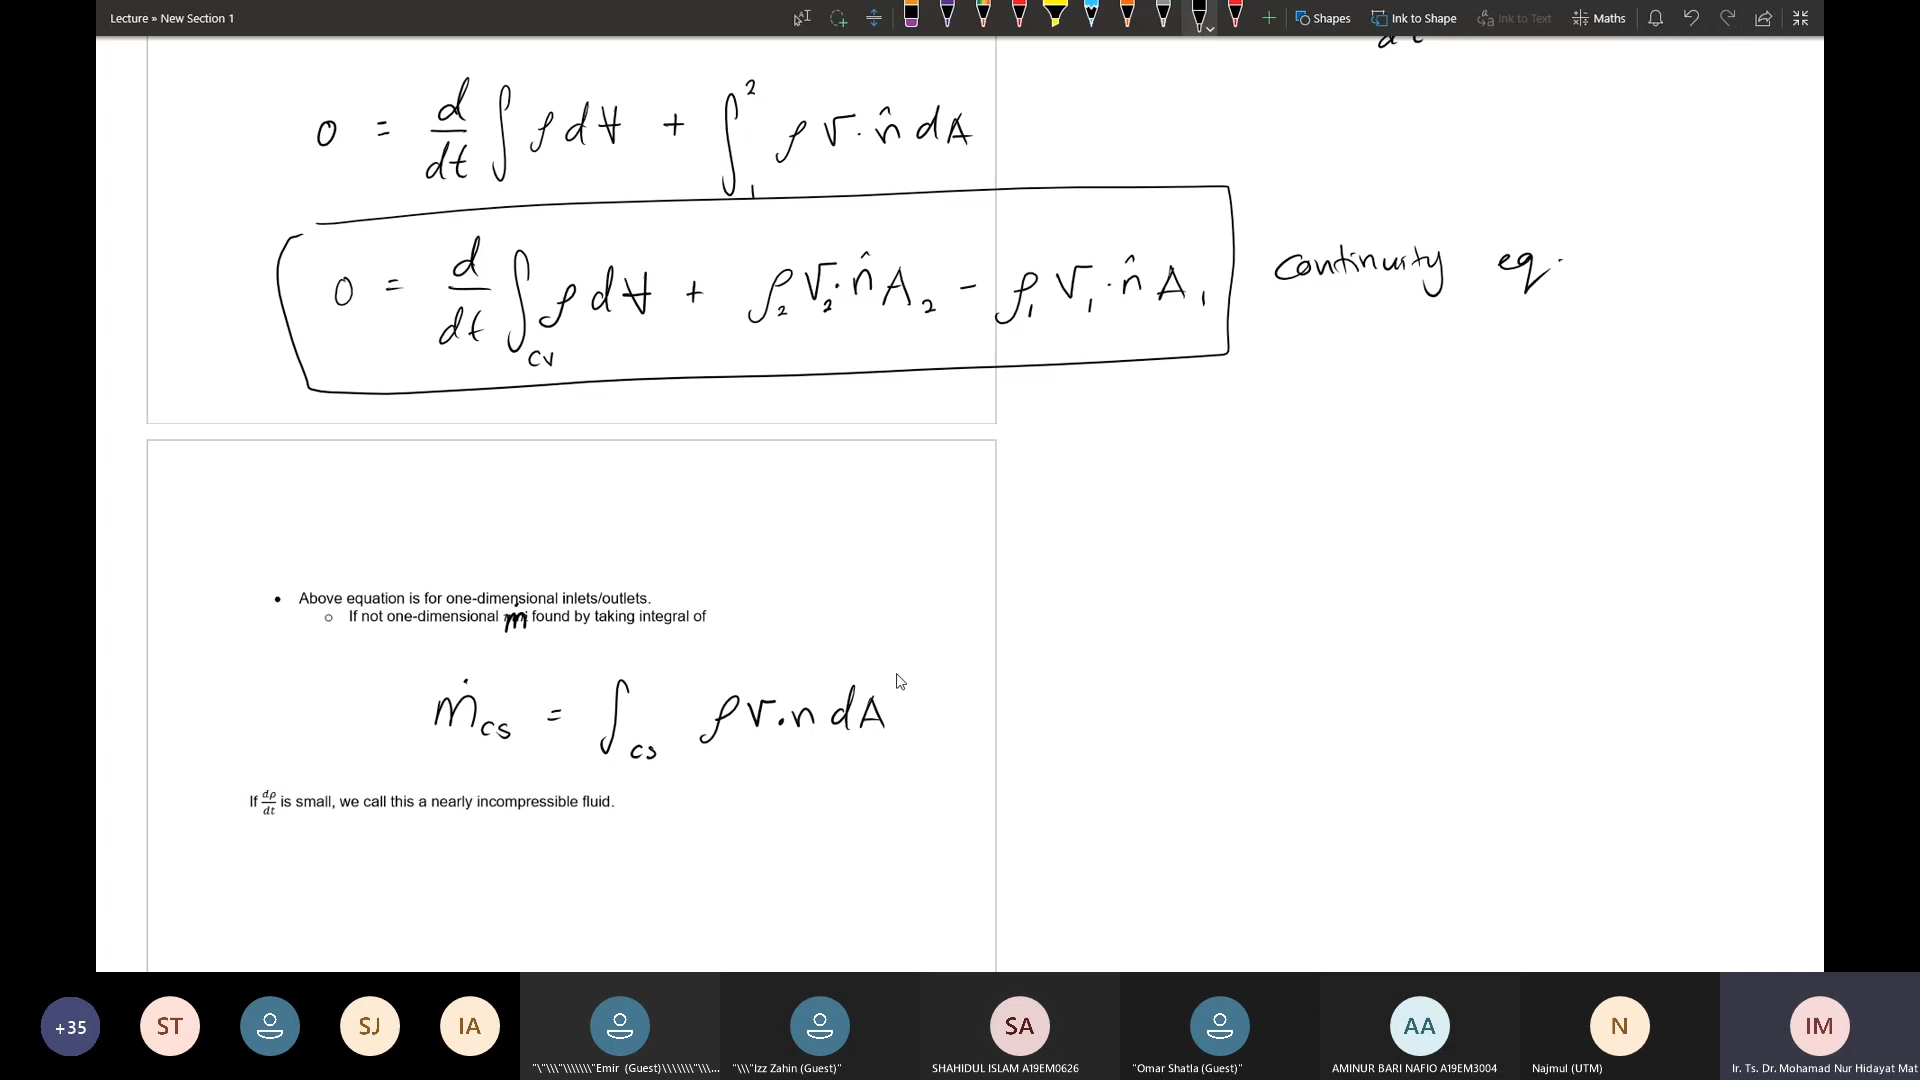 Lecture » New Section 1
Shapes
Ink to Shape
Ink to Text
Maths
dt
0 = d/dt ∫ ρ dV + ∫₁² ρ V · n̂ dA
0 = d/dt ∫cv ρ dV + ρ₂ V₂ · n̂ A₂ - ρ₁ V₁ · n̂ A₁
Continuity eq.
• Above equation is for one-dimensional inlets/outlets.
○ If not one-dimensional ṁ found by taking integral of
ṁcs = ∫cs ρ V · n dA
If dρ/dt is small, we call this a nearly incompressible fluid.
+35
ST
SJ
IA
SA
AA
N
IM
"\"\\\"\\\\\\\"Emir (Guest)\\\\\\\"\\...
"\\\"Izz Zahin (Guest)"
SHAHIDUL ISLAM A19EM0626
"Omar Shatla (Guest)"
AMINUR BARI NAFIO A19EM3004
Najmul (UTM)
Ir. Ts. Dr. Mohamad Nur Hidayat Mat